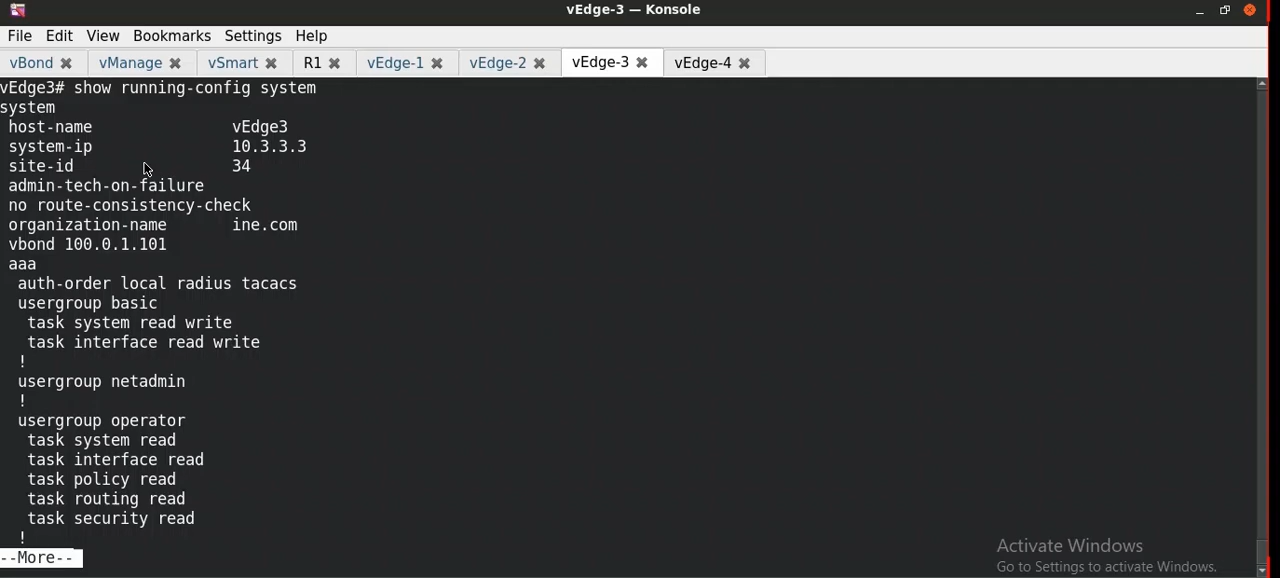 vEdge-3 — Konsole
File Edit View Bookmarks Settings Help
vBond vManage vSmart R1 vEdge-1 vEdge-2 vEdge-3 vEdge-4
vEdge3# show running-config system
system
host-name vEdge3
system-ip 10.3.3.3
site-id 34
admin-tech-on-failure
no route-consistency-check
organization-name ine.com
vbond 100.0.1.101
aaa
auth-order local radius tacacs
usergroup basic
task system read write
task interface read write
!
usergroup netadmin
!
usergroup operator
task system read
task interface read
task policy read
task routing read
task security read
!
--More--
Activate Windows
Go to Settings to activate Windows.